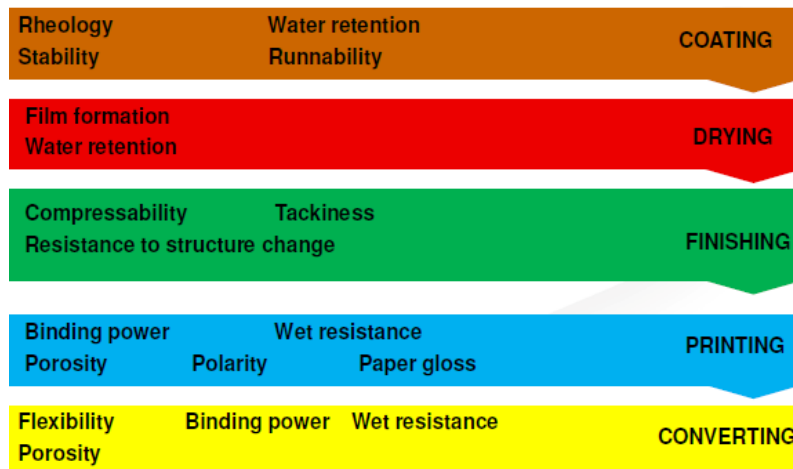 Rheology Water retention
Stability Runnability
COATING
Film formation
Water retention
DRYING
Compressability Tackiness
Resistance to structure change
FINISHING
Binding power Wet resistance
Porosity Polarity Paper gloss
PRINTING
Flexibility Binding power Wet resistance
Porosity
CONVERTING